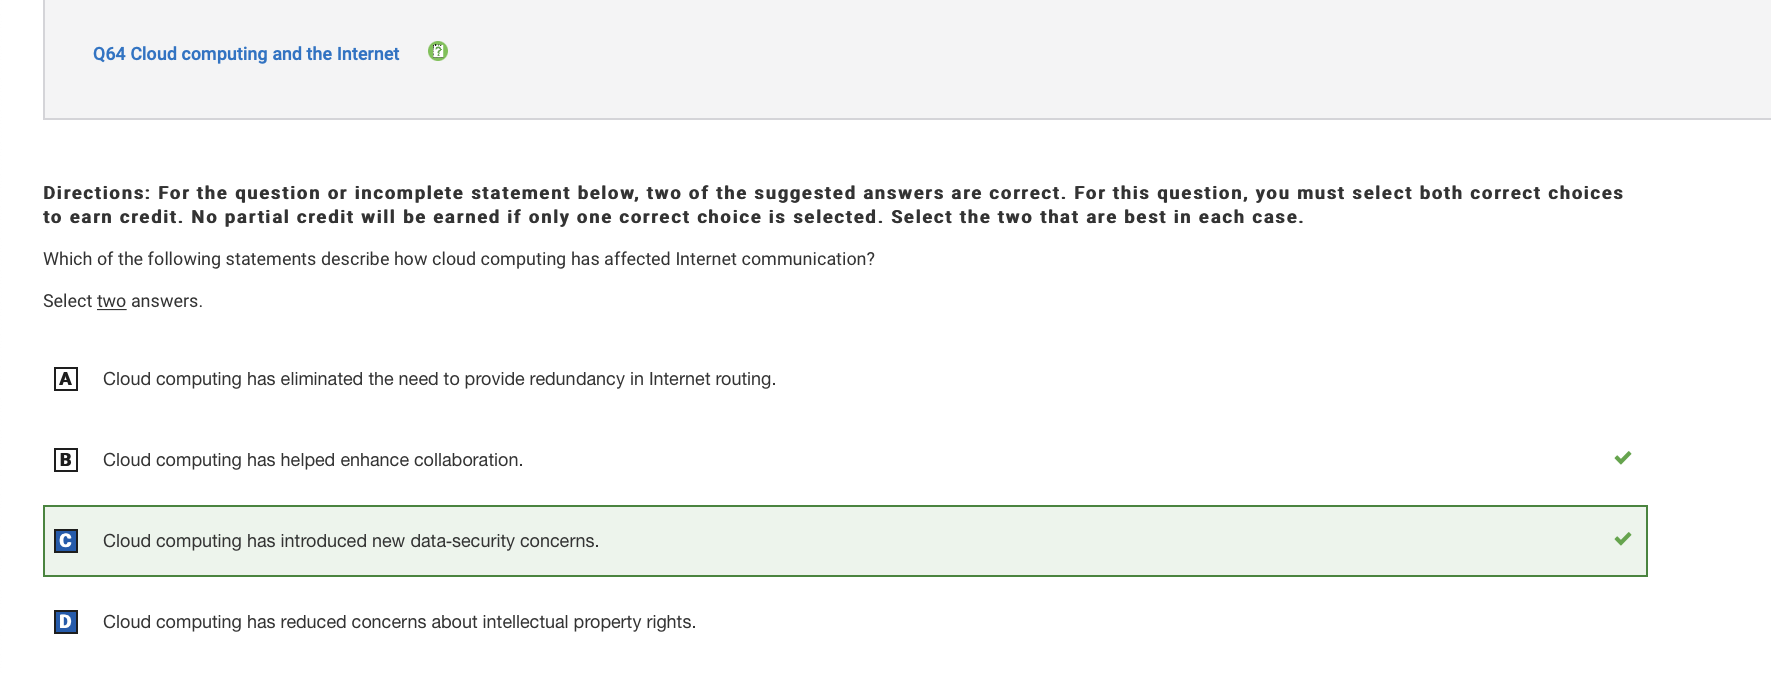 Q64 Cloud computing and the Internet
Directions: For the question or incomplete statement below, two of the suggested answers are correct. For this question, you must select both correct choices
to earn credit. No partial credit will be earned if only one correct choice is selected. Select the two that are best in each case.
Which of the following statements describe how cloud computing has affected Internet communication?
Select two answers.
A Cloud computing has eliminated the need to provide redundancy in Internet routing.
B Cloud computing has helped enhance collaboration.
C Cloud computing has introduced new data-security concerns.
D Cloud computing has reduced concerns about intellectual property rights.